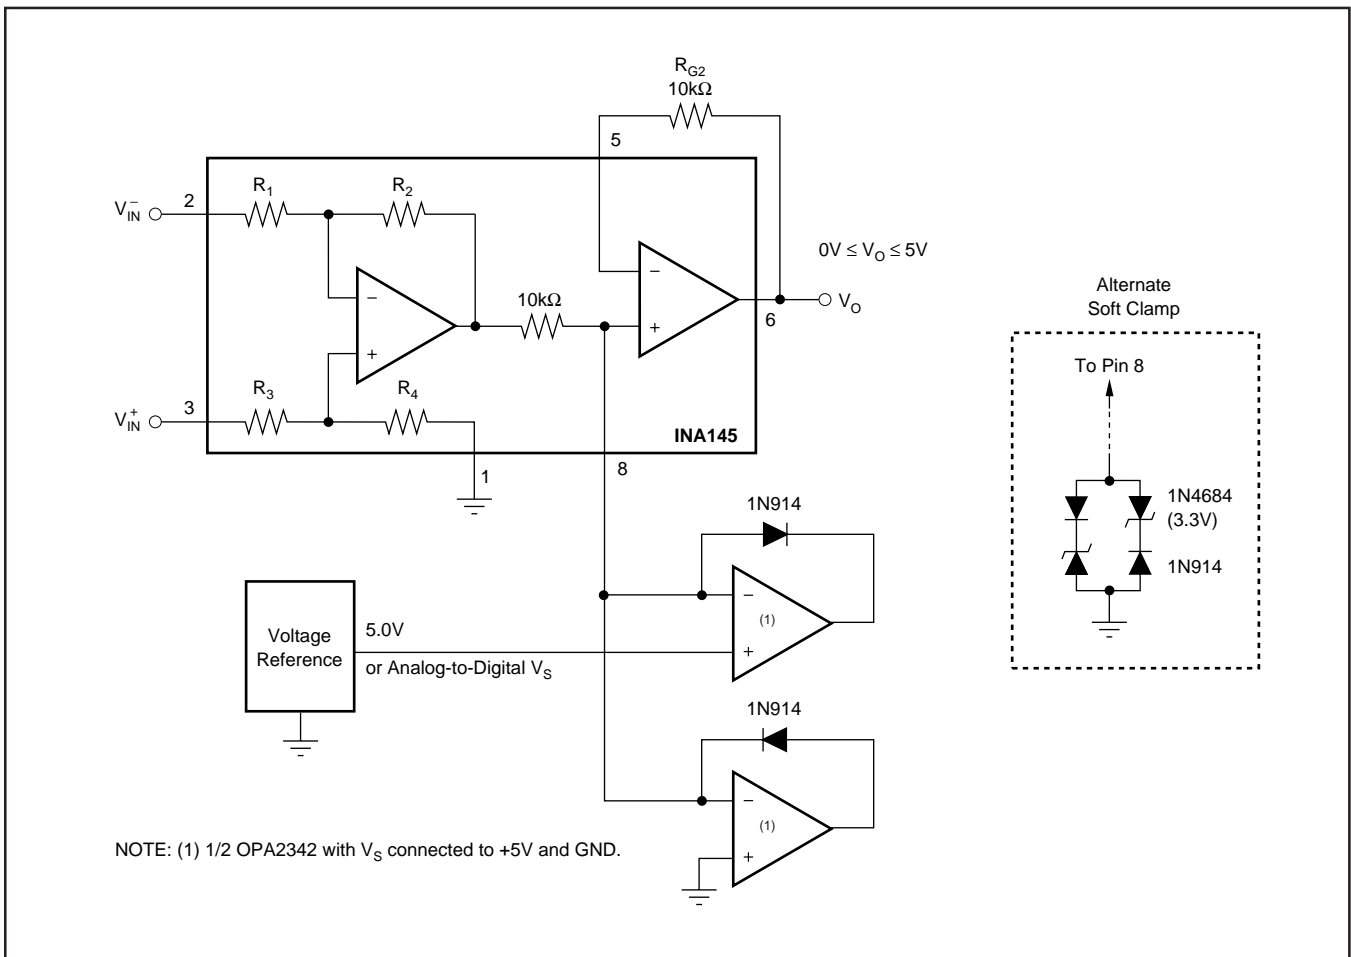 R_G2
10kΩ
5
R_1
R_2
2
V_IN^–
0V ≤ V_O ≤ 5V
–
–
10kΩ
V_O
6
+
+
R_3
R_4
3
V_IN^+
INA145
1
8
Alternate
Soft Clamp
To Pin 8
1N4684
(3.3V)
1N914
1N914
–
(1)
+
Voltage
Reference
5.0V
or Analog-to-Digital V_S
1N914
–
(1)
+
NOTE: (1) 1/2 OPA2342 with V_S connected to +5V and GND.